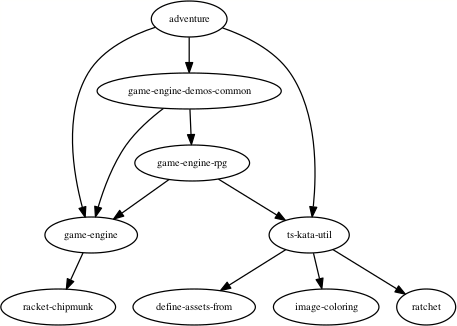 adventure
game-engine-demos-common
game-engine-rpg
game-engine
ts-kata-util
racket-chipmunk
define-assets-from
image-coloring
ratchet